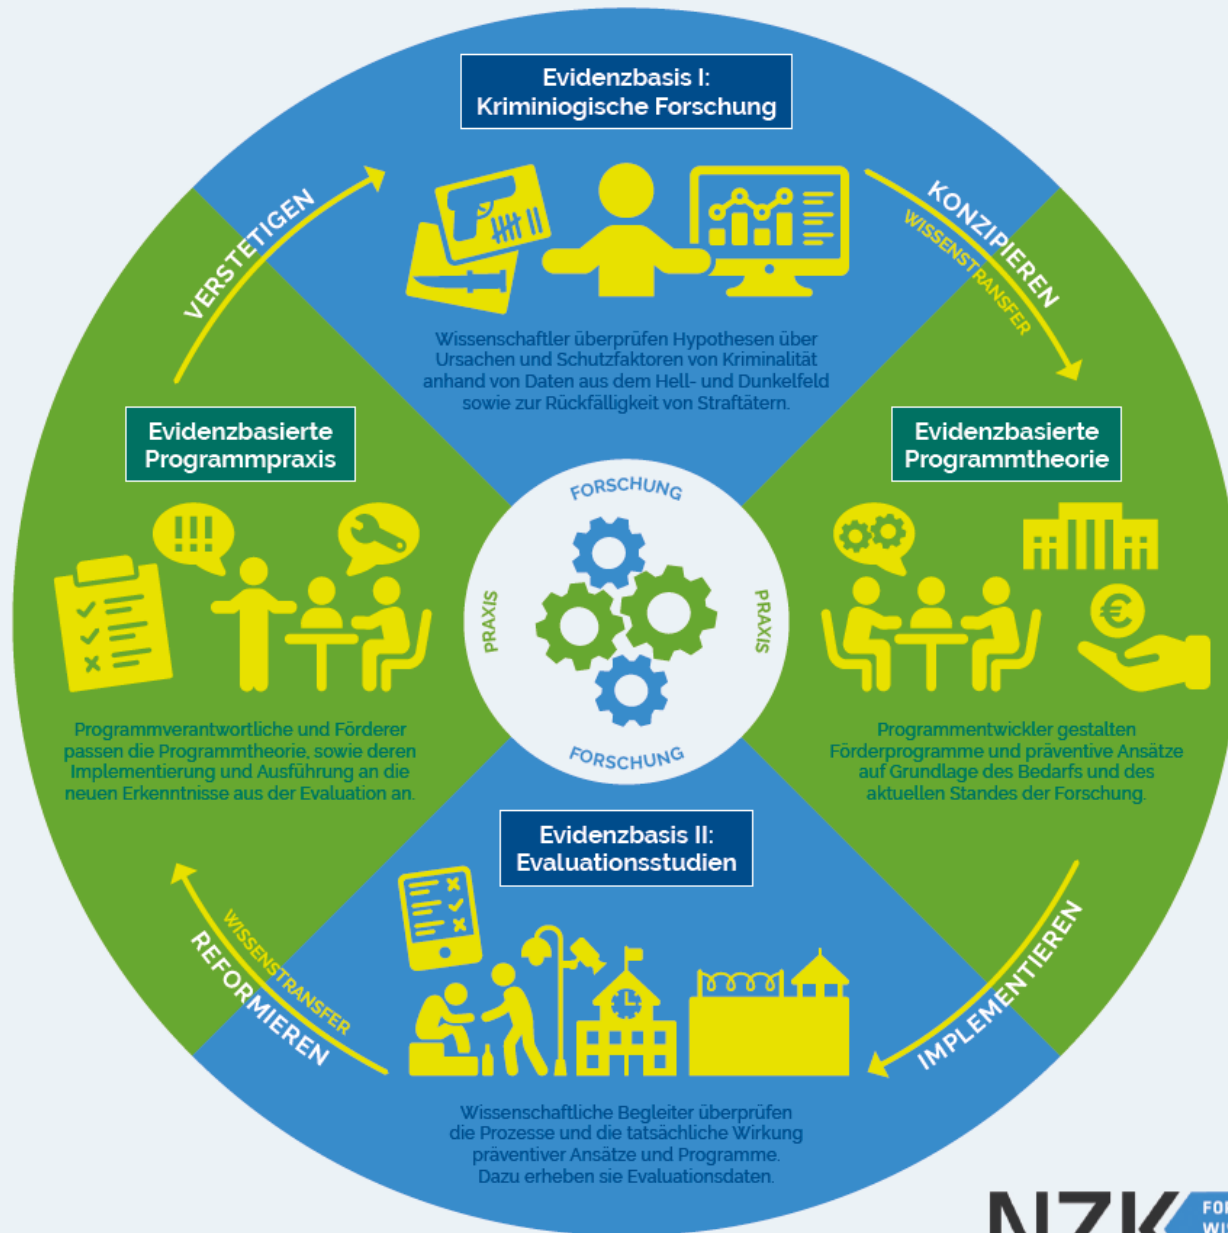 Evidenzbasis I:
Kriminiogische Forschung
VERSTETIGEN
KONZIPIEREN
WISSENSTRANSFER
Wissenschaftler überprüfen Hypothesen über
Ursachen und Schutzfaktoren von Kriminalität
anhand von Daten aus dem Hell- und Dunkelfeld
sowie zur Rückfälligkeit von Straftätern.
Evidenzbasierte
Programmpraxis
Evidenzbasierte
Programmtheorie
FORSCHUNG
PRAXIS
PRAXIS
FORSCHUNG
!!!
€
Programmverantwortliche und Förderer
passen die Programmtheorie, sowie deren
Implementierung und Ausführung an die
neuen Erkenntnisse aus der Evaluation an.
Programmentwickler gestalten
Förderprogramme und präventive Ansätze
auf Grundlage des Bedarfs und des
aktuellen Standes der Forschung.
Evidenzbasis II:
Evaluationsstudien
WISSENSTRANSFER
REFORMIEREN
IMPLEMENTIEREN
Wissenschaftliche Begleiter überprüfen
die Prozesse und die tatsächliche Wirkung
präventiver Ansätze und Programme.
Dazu erheben sie Evaluationsdaten.
NZK